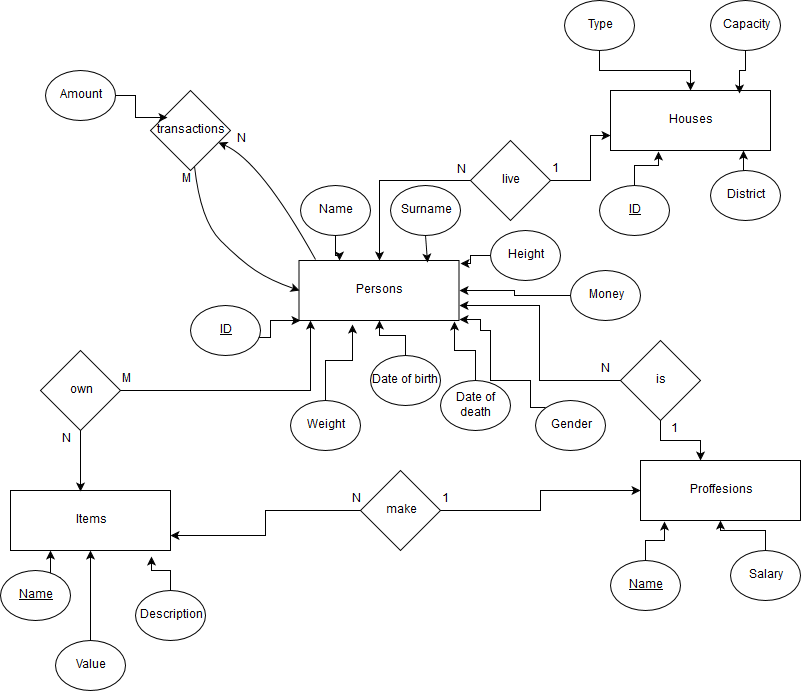 Type
Capacity
Amount
Houses
transactions
N
M
live
N
1
ID
District
Name
Surname
Height
Persons
Money
ID
Date of birth
Date of
death
Weight
Gender
own
M
N
is
N
1
Items
make
N
1
Proffesions
Name
Description
Value
Name
Salary